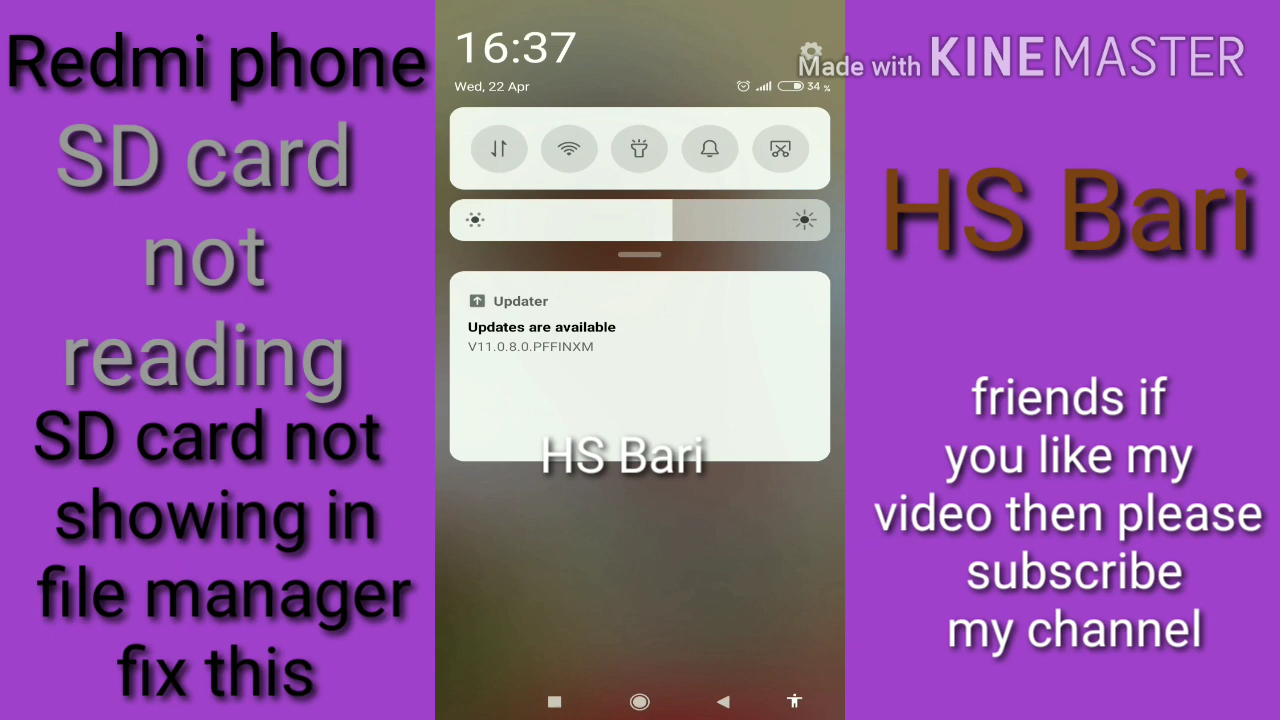 Redmi phone
SD card
not
reading
SD card not
showing in
file manager
fix this
16:37
Wed, 22 Apr
34 %
Updater
Updates are available
V11.0.8.0.PFFINXM
HS Bari
Made with KINEMASTER
HS Bari
friends if
you like my
video then please
subscribe
my channel